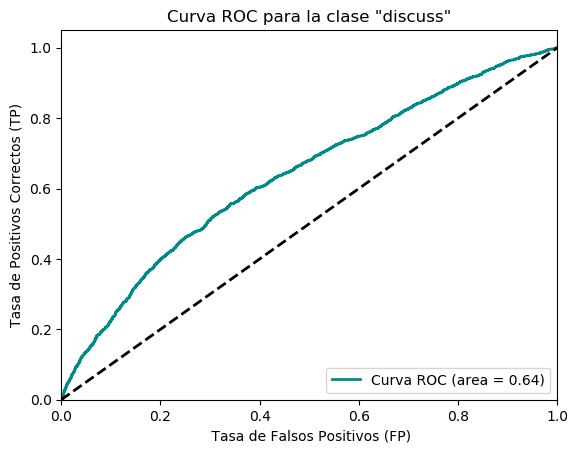 Curva ROC para la clase "discuss"
1.0
0.8
0.6
0.4
0.2
0.0
Tasa de Positivos Correctos (TP)
Curva ROC (area = 0.64)
0.0 0.2 0.4 0.6 0.8 1.0
Tasa de Falsos Positivos (FP)